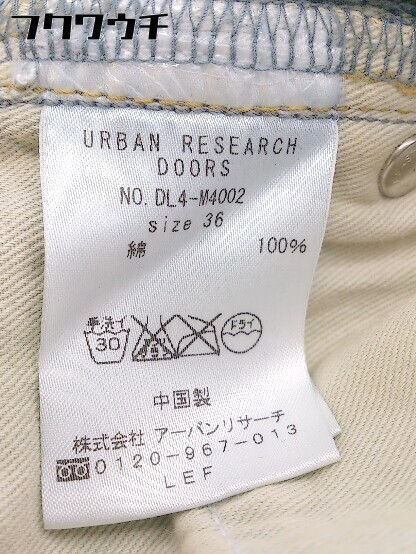 フクワウチ
URBAN RESEARCH
DOORS
NO. DL4-M4002
size 36
綿 100%
手洗イ 30 ドライ
中国製
株式会社 アーバンリサーチ
0120-967-013
LEF